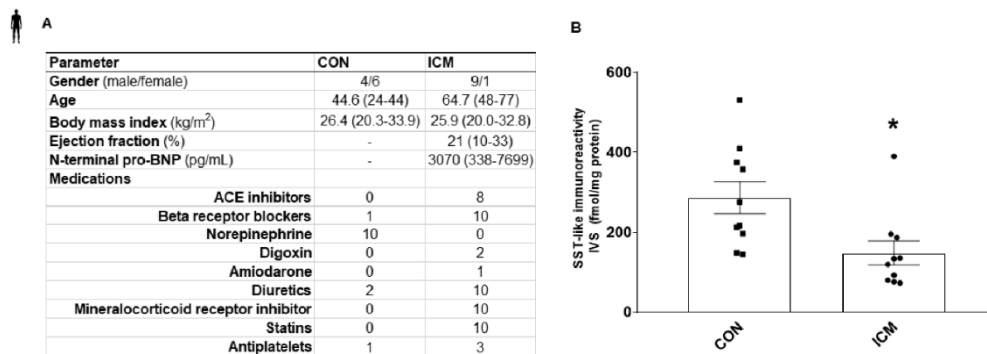 A
Parameter CON ICM
Gender (male/female) 4/6 9/1
Age 44.6 (24-44) 64.7 (48-77)
Body mass index (kg/m²) 26.4 (20.3-33.9) 25.9 (20.0-32.8)
Ejection fraction (%) - 21 (10-33)
N-terminal pro-BNP (pg/mL) - 3070 (338-7699)
Medications
ACE inhibitors 0 8
Beta receptor blockers 1 10
Norepinephrine 10 0
Digoxin 0 2
Amiodarone 0 1
Diuretics 2 10
Mineralocorticoid receptor inhibitor 0 10
Statins 0 10
Antiplatelets 1 3
B
SST-like immunoreactivity
IVS (fmol/mg protein)
600
400
200
0
*
CON
ICM